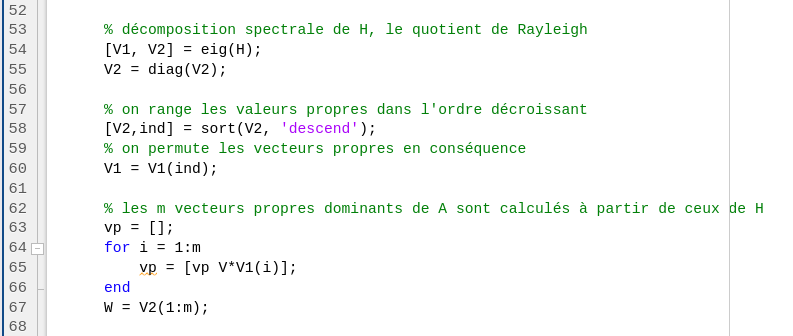 52
53 % décomposition spectrale de H, le quotient de Rayleigh
54 [V1, V2] = eig(H);
55 V2 = diag(V2);
56
57 % on range les valeurs propres dans l'ordre décroissant
58 [V2,ind] = sort(V2, 'descend');
59 % on permute les vecteurs propres en conséquence
60 V1 = V1(ind);
61
62 % les m vecteurs propres dominants de A sont calculés à partir de ceux de H
63 vp = [];
64 for i = 1:m
65 vp = [vp V*V1(i)];
66 end
67 W = V2(1:m);
68